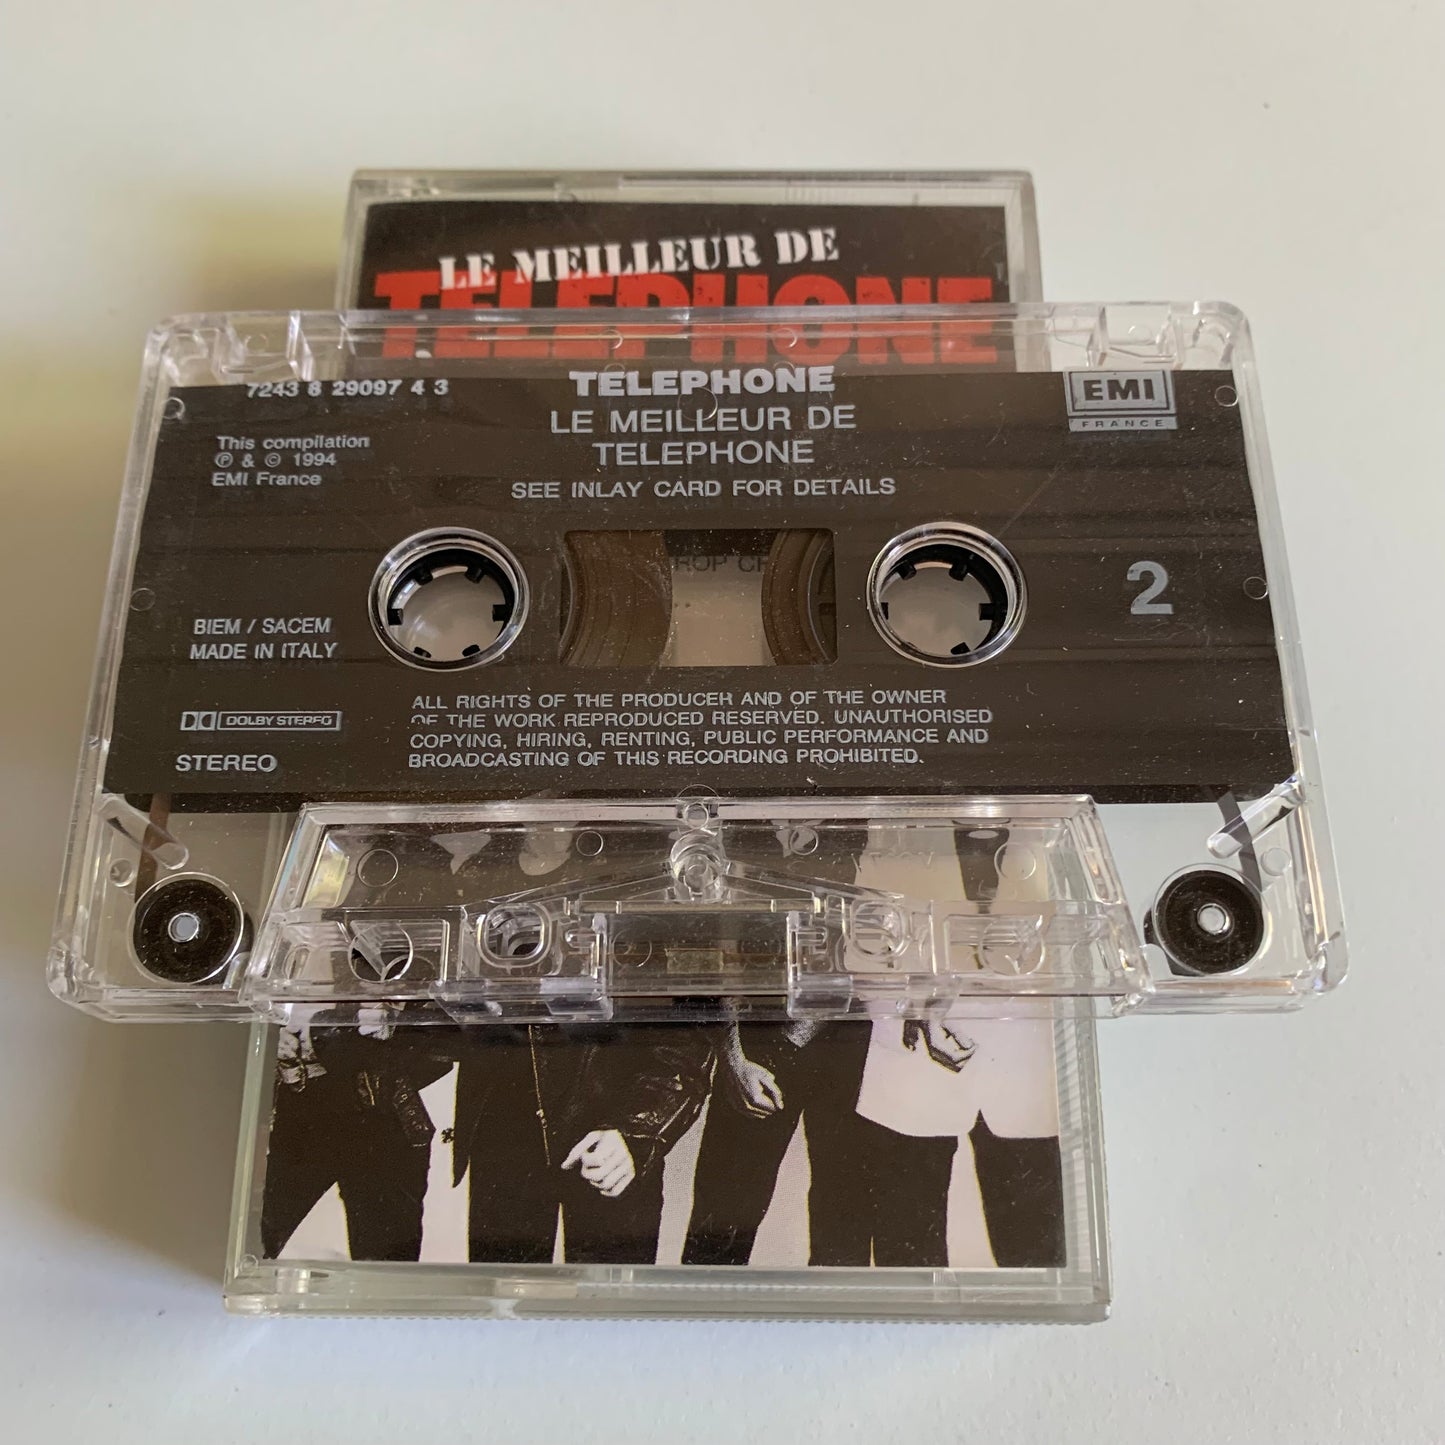 LE MEILLEUR DE
TELEPHONE
7243 8 29097 4 3
TELEPHONE
LE MEILLEUR DE
TELEPHONE
SEE INLAY CARD FOR DETAILS
EMI
FRANCE
This compilation
℗ & © 1994
EMI France
2
BIEM / SACEM
MADE IN ITALY
DOLBY STEREO
STEREO
ALL RIGHTS OF THE PRODUCER AND OF THE OWNER
OF THE WORK REPRODUCED RESERVED. UNAUTHORISED
COPYING, HIRING, RENTING, PUBLIC PERFORMANCE AND
BROADCASTING OF THIS RECORDING PROHIBITED.